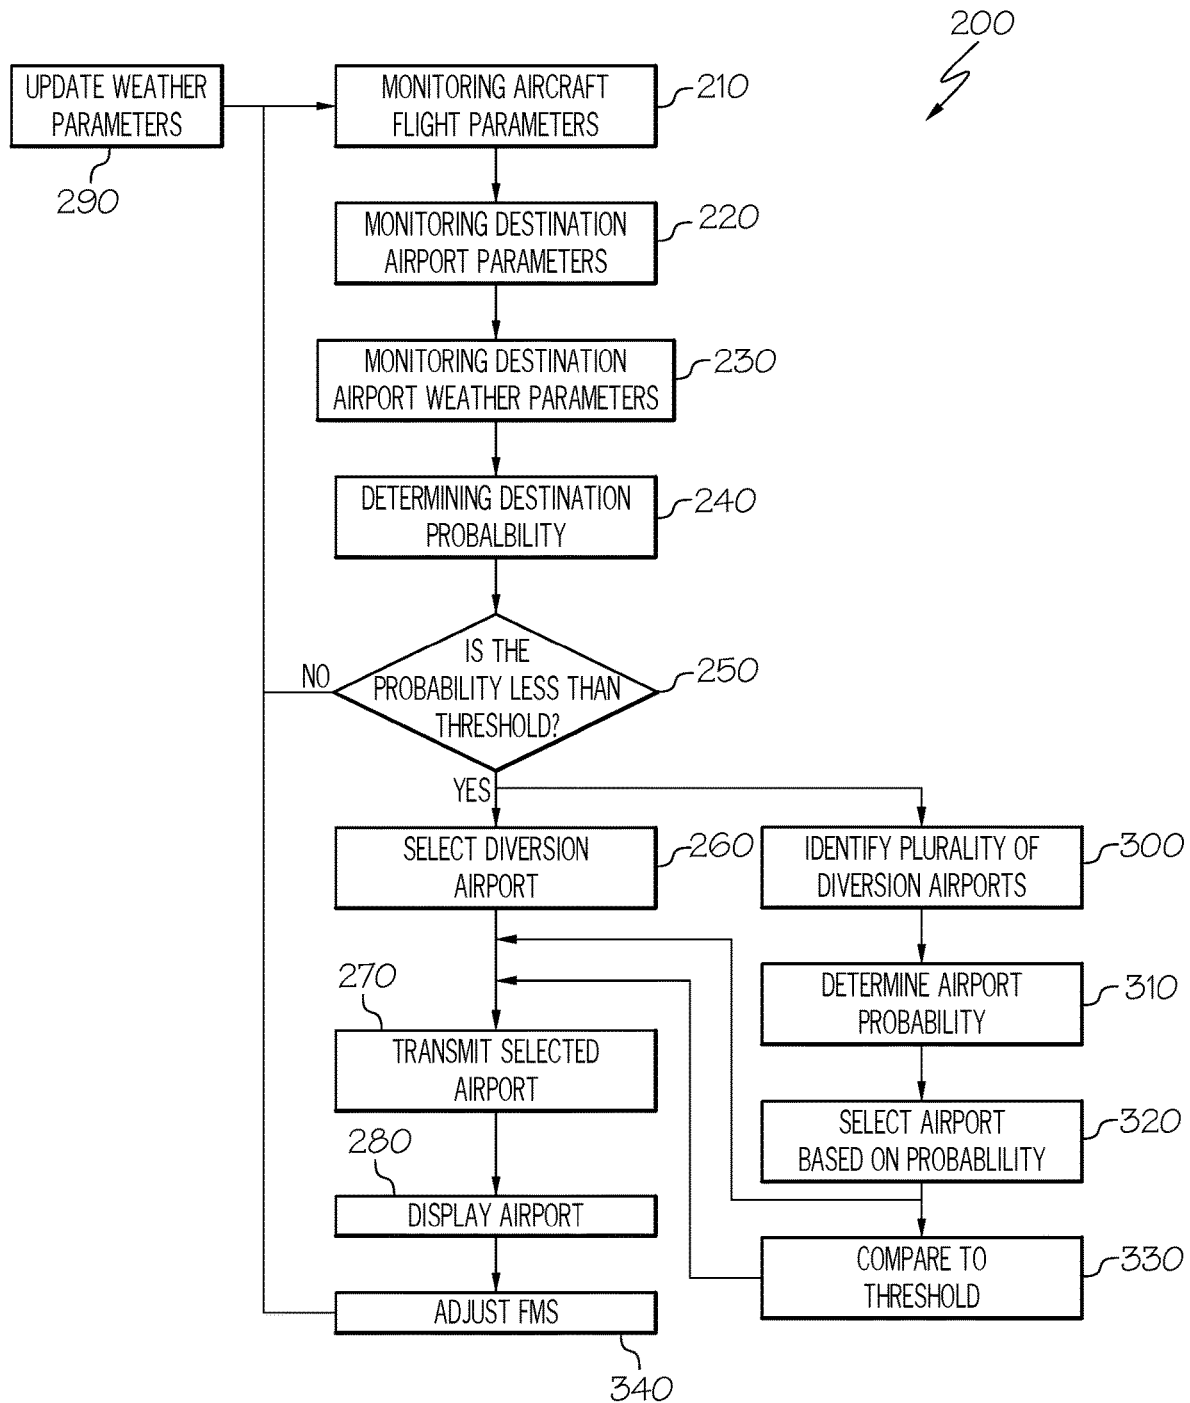 200
UPDATE WEATHER
PARAMETERS
290
MONITORING AIRCRAFT
FLIGHT PARAMETERS
210
MONITORING DESTINATION
AIRPORT PARAMETERS
220
MONITORING DESTINATION
AIRPORT WEATHER PARAMETERS
230
DETERMINING DESTINATION
PROBALBILITY
240
IS THE
PROBABILITY LESS THAN
THRESHOLD?
250
NO
YES
SELECT DIVERSION
AIRPORT
260
IDENTIFY PLURALITY OF
DIVERSION AIRPORTS
300
270
TRANSMIT SELECTED
AIRPORT
DETERMINE AIRPORT
PROBABILITY
310
280
DISPLAY AIRPORT
SELECT AIRPORT
BASED ON PROBABLILITY
320
ADJUST FMS
340
COMPARE TO
THRESHOLD
330